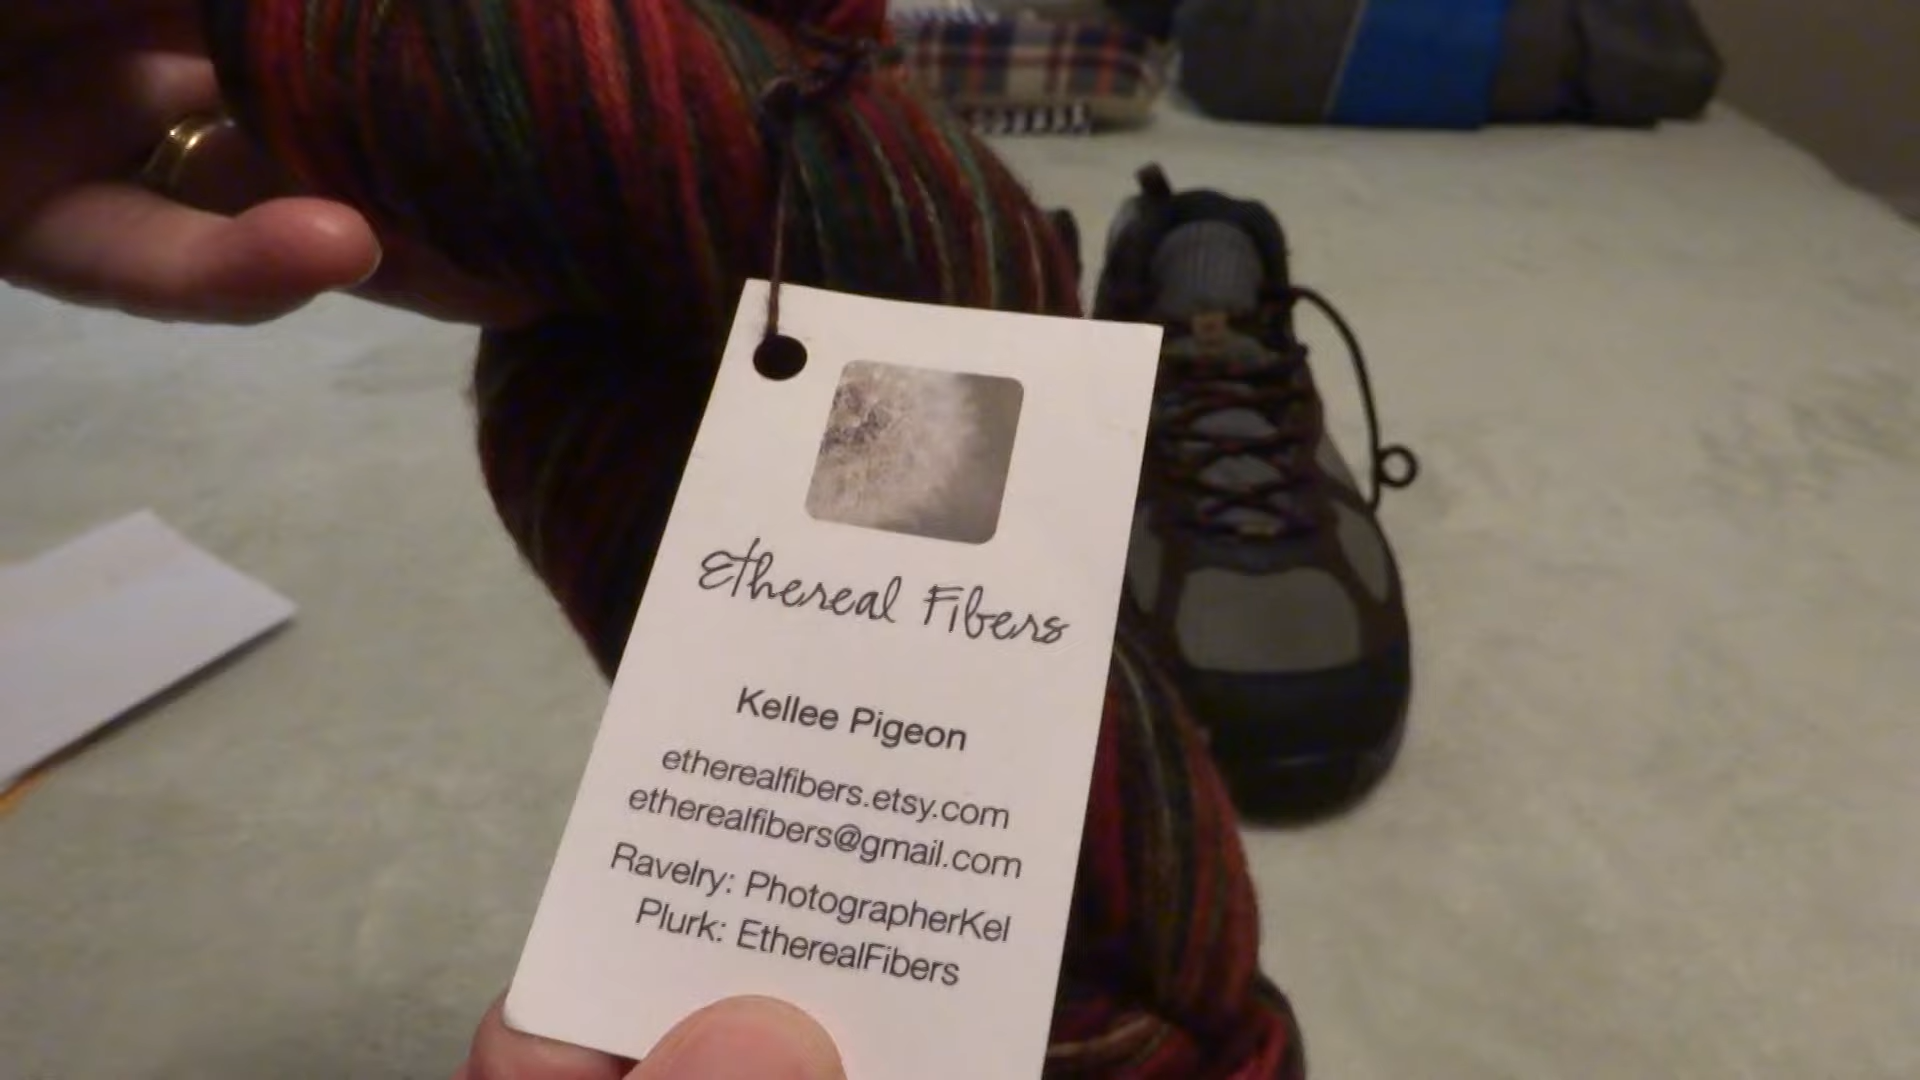 Ethereal Fibers
Kellee Pigeon
etherealfibers.etsy.com
etherealfibers@gmail.com
Ravelry: PhotographerKel
Plurk: EtherealFibers